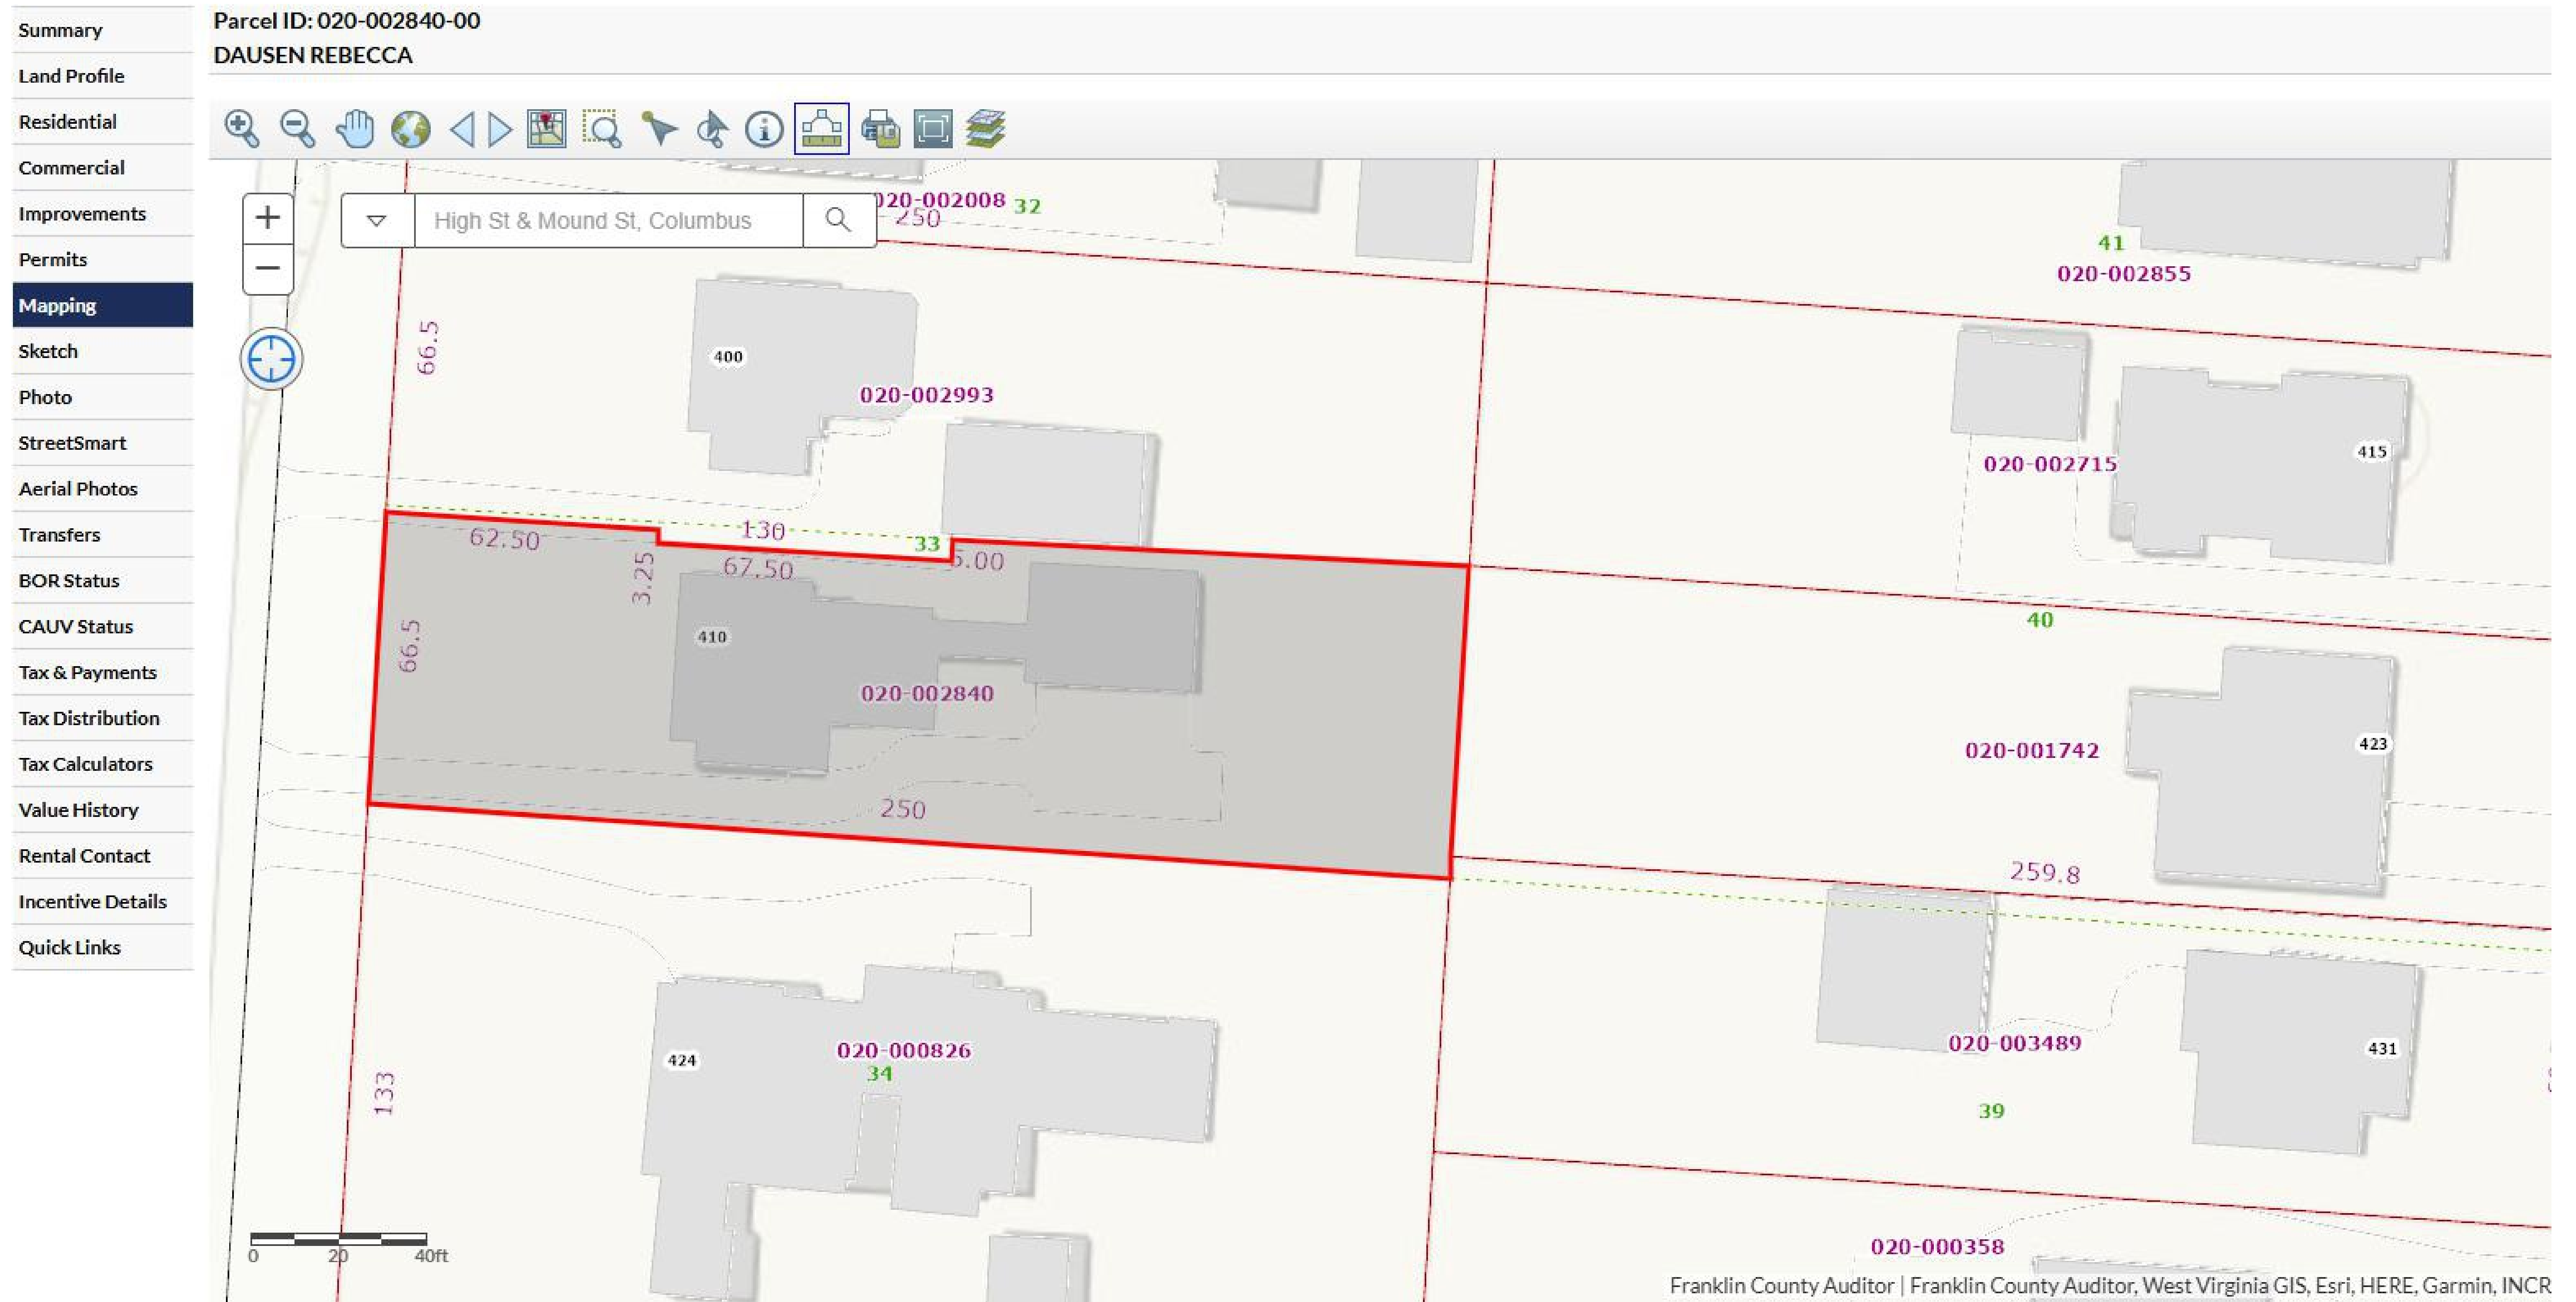 Parcel ID: 020-002840-00
DAUSEN REBECCA
Summary
Land Profile
Residential
Commercial
Improvements
Permits
Mapping
Sketch
Photo
StreetSmart
Aerial Photos
Transfers
BOR Status
CAUV Status
Tax & Payments
Tax Distribution
Tax Calculators
Value History
Rental Contact
Incentive Details
Quick Links
+
High St & Mound St, Columbus
−
020-002008 32
250
41
020-002855
66.5
400
020-002993
415
020-002715
62.50
130
33
5.00
67.50
3.25
40
66.5
410
020-002840
423
020-001742
250
259.8
133
424
020-000826
34
020-003489
431
39
020-000358
0 20 40ft
Franklin County Auditor | Franklin County Auditor, West Virginia GIS, Esri, HERE, Garmin, INCR